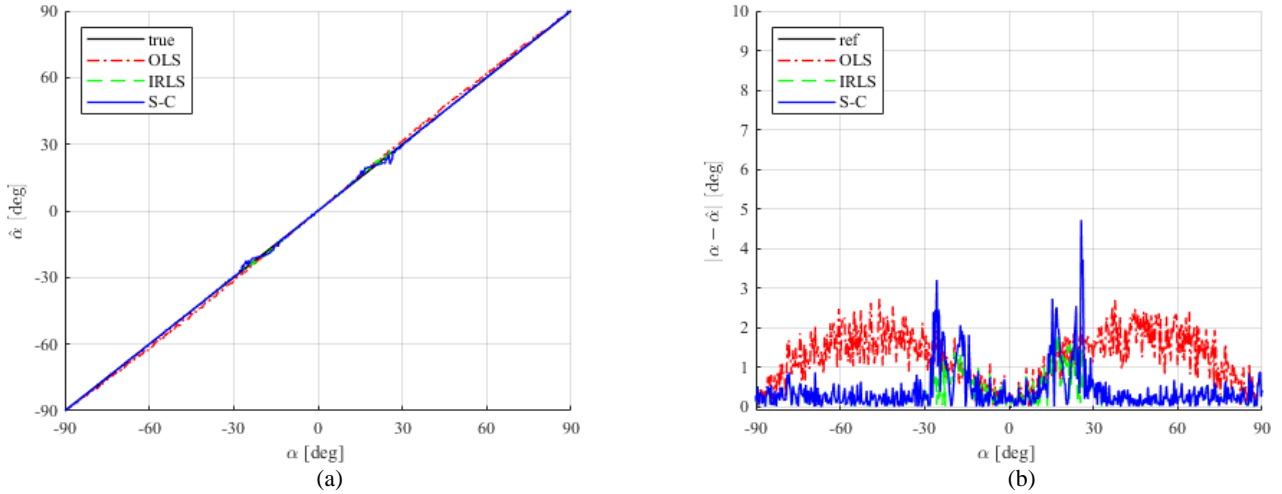 90
60
30
0
-30
-60
-90
-90
-60
-30
0
30
60
90
α̂ [deg]
α [deg]
true
OLS
IRLS
S-C
(a)
10
9
8
7
6
5
4
3
2
1
0
-90
-60
-30
0
30
60
90
|α − α̂| [deg]
α [deg]
ref
OLS
IRLS
S-C
(b)